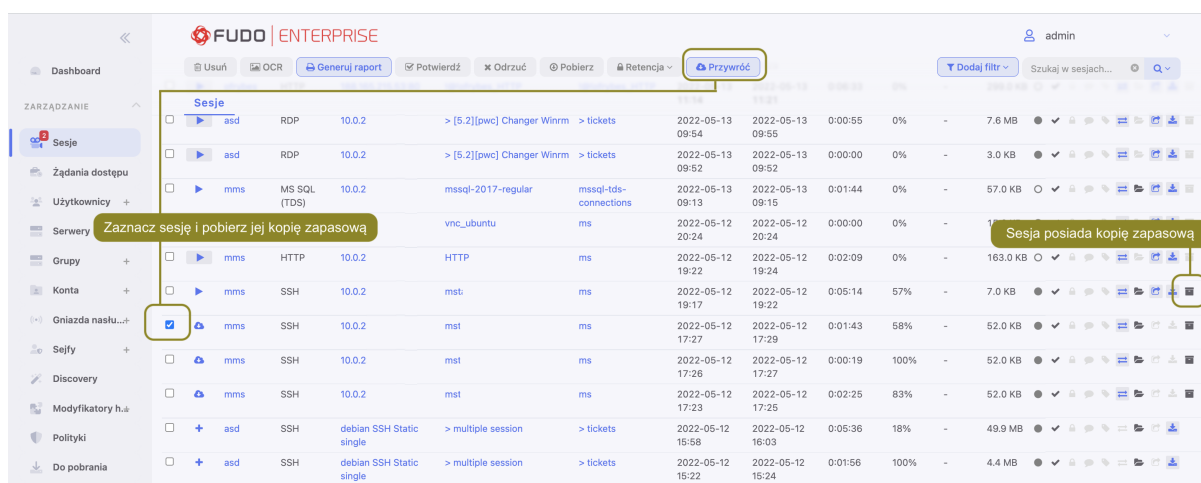 FUDO ENTERPRISE
admin
Dashboard
Usuń OCR Generuj raport Potwierdź Odrzuć Pobierz Retencja Przywróć Dodaj filtr Szukaj w sesjach...
ZARZĄDZANIE
Sesje
2
Sesje
Żądania dostępu
Użytkownicy +
Serwery
Grupy +
Konta +
Gniazda nasłu...+
Sejfy +
Discovery
Modyfikatory h...
Polityki
Do pobrania
asd RDP 10.0.2 > [5.2][pwc] Changer Winrm > tickets 2022-05-13 2022-05-13 0:00:55 0% - 7.6 MB
09:54 09:55
asd RDP 10.0.2 > [5.2][pwc] Changer Winrm > tickets 2022-05-13 2022-05-13 0:00:00 0% - 3.0 KB
09:52 09:52
mms MS SQL 10.0.2 mssql-2017-regular mssql-tds- 2022-05-13 2022-05-13 0:01:44 0% - 57.0 KB
(TDS) connections 09:13 09:15
Zaznacz sesję i pobierz jej kopię zapasową
vnc_ubuntu ms 2022-05-12 2022-05-12 0:00:00 0% -
20:24 20:24
Sesja posiada kopię zapasową
mms HTTP 10.0.2 HTTP ms 2022-05-12 2022-05-12 0:02:09 0% - 163.0 KB
19:22 19:24
mms SSH 10.0.2 mst ms 2022-05-12 2022-05-12 0:05:14 57% - 7.0 KB
19:17 19:22
mms SSH 10.0.2 mst ms 2022-05-12 2022-05-12 0:01:43 58% - 52.0 KB
17:27 17:29
mms SSH 10.0.2 mst ms 2022-05-12 2022-05-12 0:00:19 100% - 52.0 KB
17:26 17:27
mms SSH 10.0.2 mst ms 2022-05-12 2022-05-12 0:02:25 83% - 52.0 KB
17:23 17:25
asd SSH debian SSH Static > multiple session > tickets 2022-05-12 2022-05-12 0:05:36 18% - 49.9 MB
single 15:58 16:03
asd SSH debian SSH Static > multiple session > tickets 2022-05-12 2022-05-12 0:01:56 100% - 4.4 MB
single 15:22 15:24